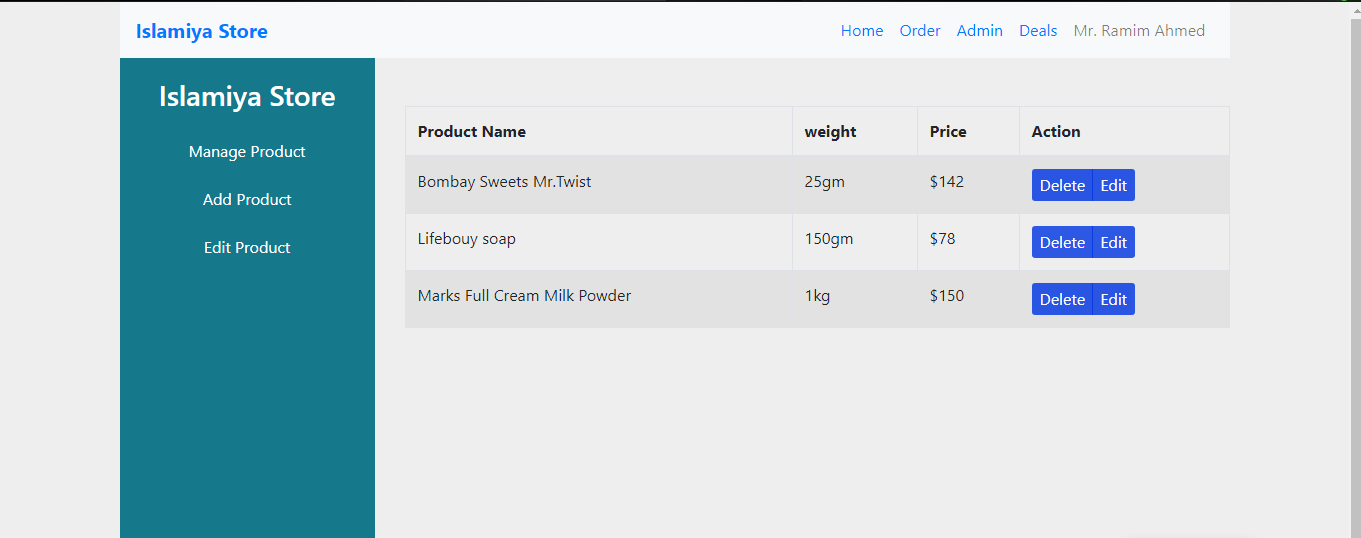 Islamiya Store Home Order Admin Deals Mr. Ramim Ahmed
Islamiya Store
Manage Product
Add Product
Edit Product
Product Name weight Price Action
Bombay Sweets Mr.Twist 25gm $142 Delete Edit
Lifebouy soap 150gm $78 Delete Edit
Marks Full Cream Milk Powder 1kg $150 Delete Edit